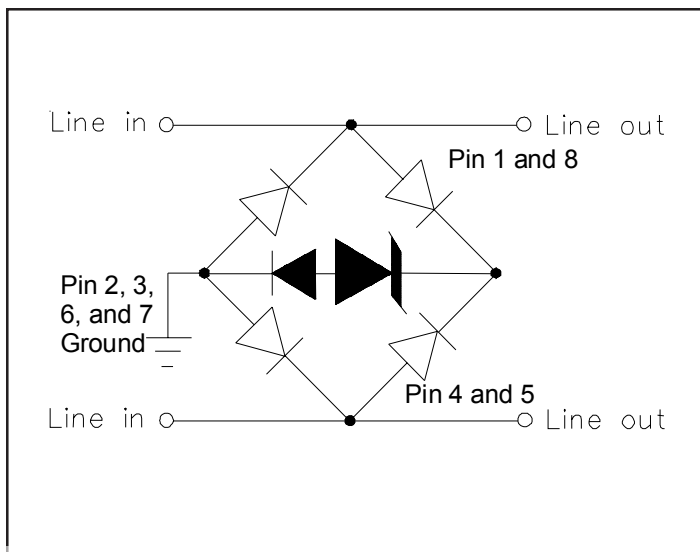 Line in
Line out
Pin 1 and 8
Pin 2, 3,
6, and 7
Ground
Pin 4 and 5
Line in
Line out